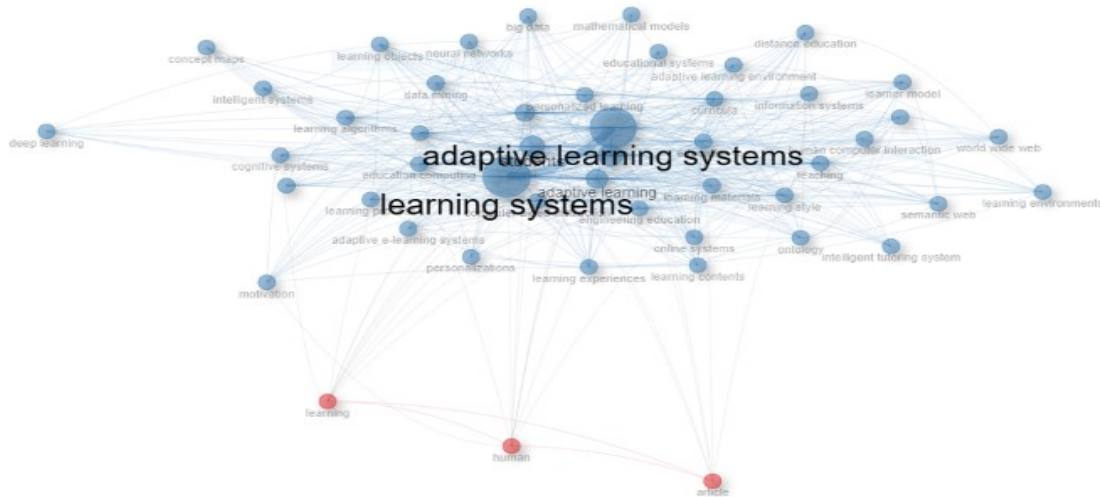 big data
mathematical models
distance education
concept maps
learning objects
neural networks
educational systems
adaptive learning environment
intelligent systems
data mining
personalized learning
curricula
information systems
learner model
learning algorithms
deep learning
cognitive systems
adaptive learning systems
human computer interaction
world wide web
education computing
teaching
adaptive learning
learning materials
learning style
learning environments
learning systems
engineering education
semantic web
adaptive e-learning systems
online systems
ontology
intelligent tutoring system
personalizations
learning experiences
learning contents
motivation
learning
human
article